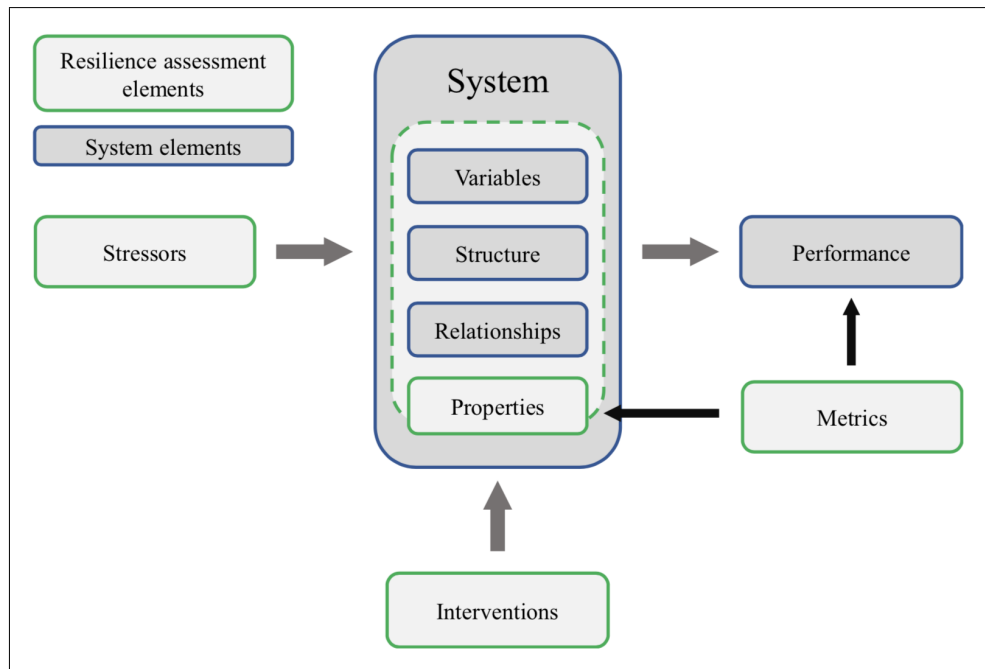 Resilience assessment
elements
System elements
Stressors
System
Variables
Structure
Relationships
Properties
Performance
Metrics
Interventions